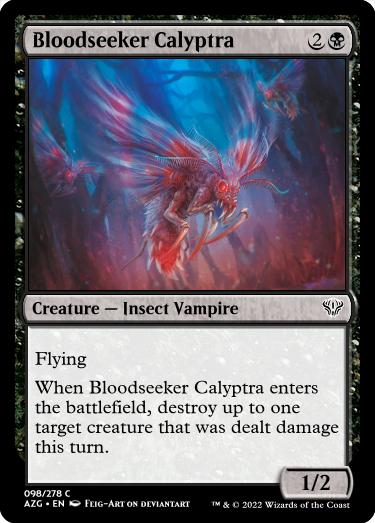 Bloodseeker Calyptra 2
Creature — Insect Vampire
Flying
When Bloodseeker Calyptra enters
the battlefield, destroy up to one
target creature that was dealt damage
this turn.
1/2
098/278 C
AZG • EN Feig-Art on deviantart ™ & © 2022 Wizards of the Coast